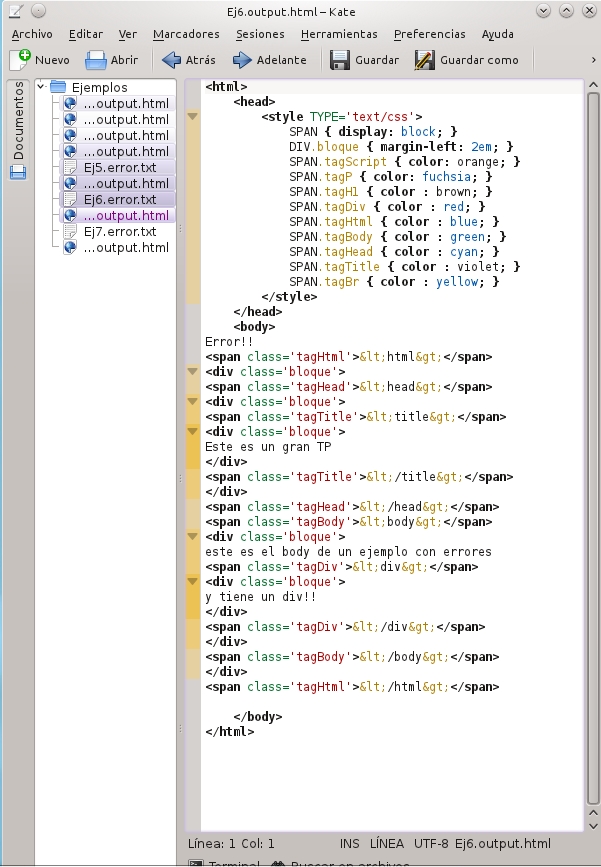 Ej6.output.html – Kate
Archivo Editar Ver Marcadores Sesiones Herramientas Preferencias Ayuda
Nuevo Abrir Atrás Adelante Guardar Guardar como
Documentos
Ejemplos
...output.html
...output.html
...output.html
...output.html
Ej5.error.txt
...output.html
Ej6.error.txt
...output.html
Ej7.error.txt
...output.html
<html>
<head>
<style TYPE='text/css'>
SPAN { display: block; }
DIV.bloque { margin-left: 2em; }
SPAN.tagScript { color: orange; }
SPAN.tagP { color: fuchsia; }
SPAN.tagH1 { color : brown; }
SPAN.tagDiv { color : red; }
SPAN.tagHtml { color : blue; }
SPAN.tagBody { color : green; }
SPAN.tagHead { color : cyan; }
SPAN.tagTitle { color : violet; }
SPAN.tagBr { color : yellow; }
</style>
</head>
<body>
Error!!
<span class='tagHtml'>&lt;html&gt;</span>
<div class='bloque'>
<span class='tagHead'>&lt;head&gt;</span>
<div class='bloque'>
<span class='tagTitle'>&lt;title&gt;</span>
<div class='bloque'>
Este es un gran TP
</div>
<span class='tagTitle'>&lt;/title&gt;</span>
</div>
<span class='tagHead'>&lt;/head&gt;</span>
<span class='tagBody'>&lt;body&gt;</span>
<div class='bloque'>
este es el body de un ejemplo con errores
<span class='tagDiv'>&lt;div&gt;</span>
<div class='bloque'>
y tiene un div!!
</div>
<span class='tagDiv'>&lt;/div&gt;</span>
</div>
<span class='tagBody'>&lt;/body&gt;</span>
</div>
<span class='tagHtml'>&lt;/html&gt;</span>
</body>
</html>
Línea: 1 Col: 1 INS LÍNEA UTF-8 Ej6.output.html
Terminal Buscar en archivos